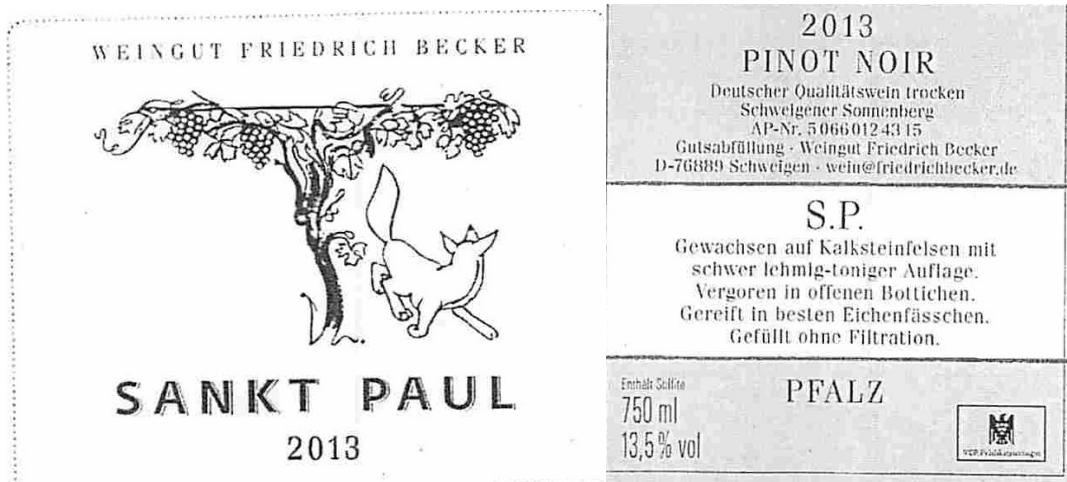 WEINGUT FRIEDRICH BECKER
SANKT PAUL
2013
2013
PINOT NOIR
Deutscher Qualitätswein trocken
Schweigener Sonnenberg
AP-Nr. 5 066 012 43 15
Gutsabfüllung · Weingut Friedrich Becker
D-76889 Schweigen · wein@friedrichbecker.de
S.P.
Gewachsen auf Kalksteinfelsen mit
schwer lehmig-toniger Auflage.
Vergoren in offenen Bottichen.
Gereift in besten Eichenfässchen.
Gefüllt ohne Filtration.
Enthält Sulfite
750 ml
13,5 % vol
PFALZ
VDP.